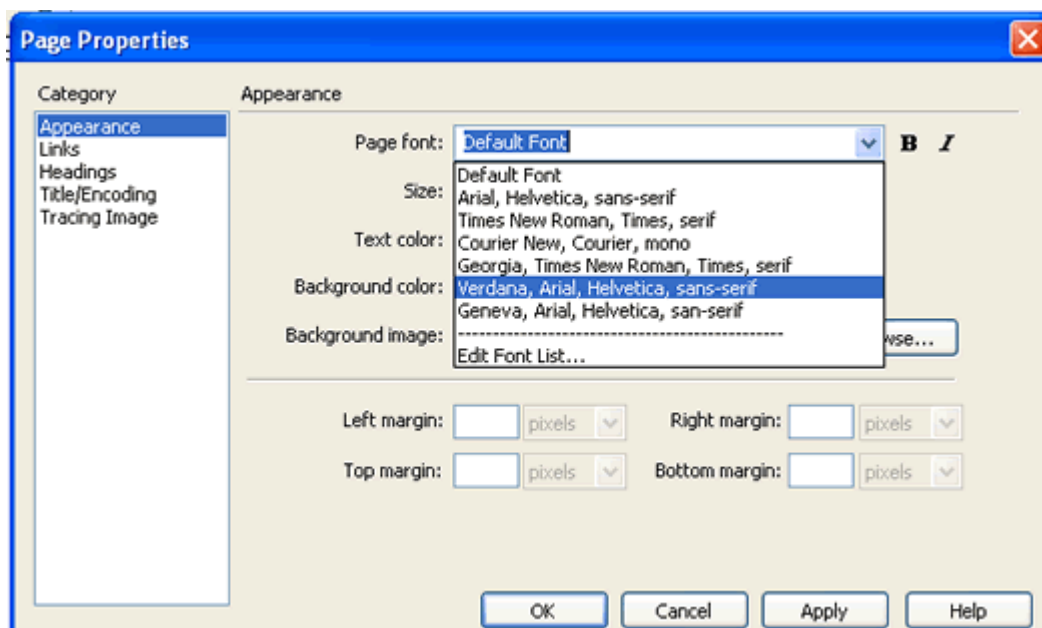 Page Properties
Category
Appearance
Appearance
Links
Headings
Title/Encoding
Tracing Image
Page font: Default Font B I
Default Font
Size:
Arial, Helvetica, sans-serif
Times New Roman, Times, serif
Text color:
Courier New, Courier, mono
Georgia, Times New Roman, Times, serif
Background color:
Verdana, Arial, Helvetica, sans-serif
Geneva, Arial, Helvetica, san-serif
Background image:
wse...
------------------------------------------------
Edit Font List...
Left margin: pixels Right margin: pixels
Top margin: pixels Bottom margin: pixels
OK Cancel Apply Help